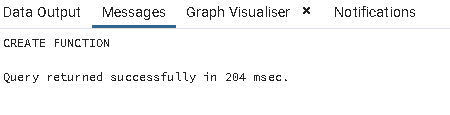 Data Output Messages Graph Visualiser × Notifications
CREATE FUNCTION
Query returned successfully in 204 msec.